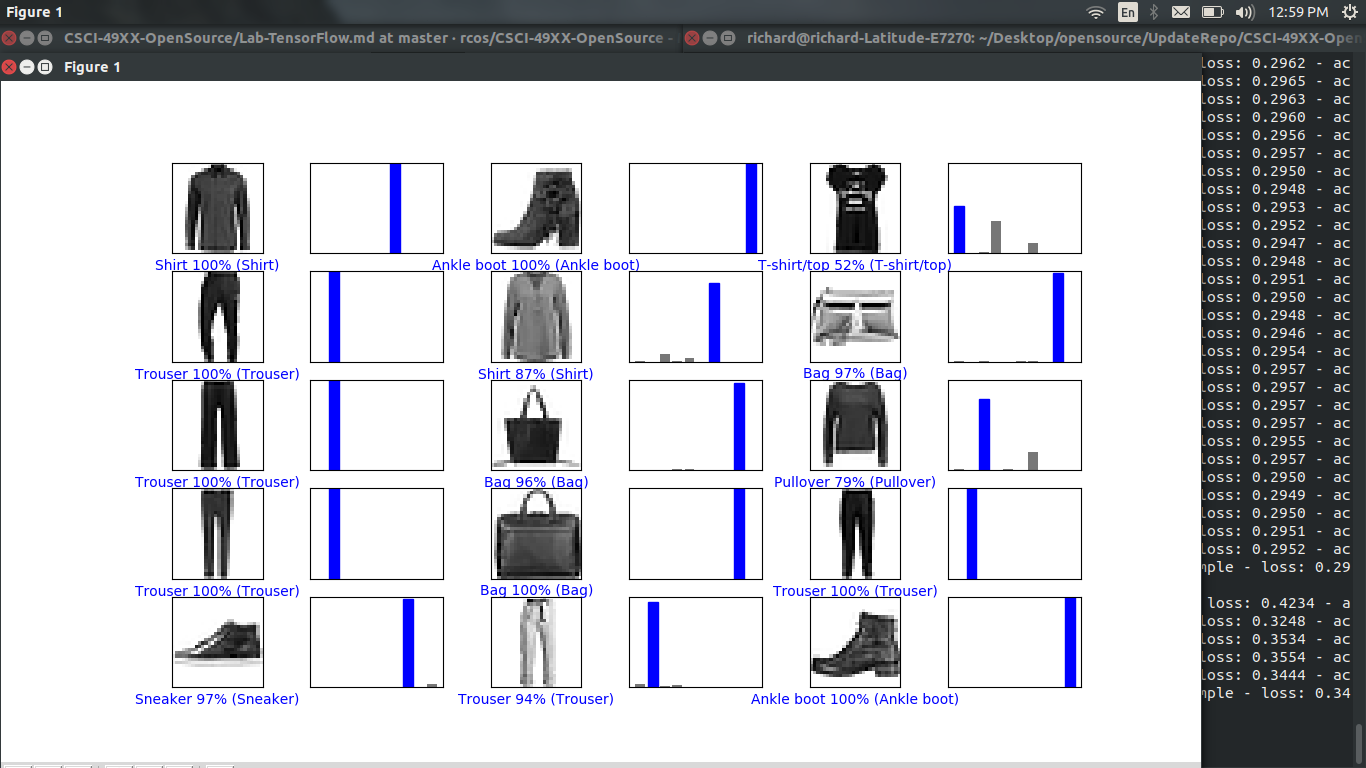 Figure 1
En
12:59 PM
CSCI-49XX-OpenSource/Lab-TensorFlow.md at master · rcos/CSCI-49XX-OpenSource -
richard@richard-Latitude-E7270: ~/Desktop/opensource/UpdateRepo/CSCI-49XX-Open
Figure 1
Shirt 100% (Shirt)
Ankle boot 100% (Ankle boot)
T-shirt/top 52% (T-shirt/top)
Trouser 100% (Trouser)
Shirt 87% (Shirt)
Bag 97% (Bag)
Trouser 100% (Trouser)
Bag 96% (Bag)
Pullover 79% (Pullover)
Trouser 100% (Trouser)
Bag 100% (Bag)
Trouser 100% (Trouser)
Sneaker 97% (Sneaker)
Trouser 94% (Trouser)
Ankle boot 100% (Ankle boot)
loss: 0.2962 - ac
loss: 0.2965 - ac
loss: 0.2963 - ac
loss: 0.2960 - ac
loss: 0.2956 - ac
loss: 0.2957 - ac
loss: 0.2950 - ac
loss: 0.2948 - ac
loss: 0.2953 - ac
loss: 0.2952 - ac
loss: 0.2947 - ac
loss: 0.2948 - ac
loss: 0.2951 - ac
loss: 0.2950 - ac
loss: 0.2948 - ac
loss: 0.2946 - ac
loss: 0.2954 - ac
loss: 0.2957 - ac
loss: 0.2957 - ac
loss: 0.2957 - ac
loss: 0.2957 - ac
loss: 0.2955 - ac
loss: 0.2957 - ac
loss: 0.2950 - ac
loss: 0.2949 - ac
loss: 0.2950 - ac
loss: 0.2951 - ac
loss: 0.2952 - ac
mple - loss: 0.29
loss: 0.4234 - a
loss: 0.3248 - ac
loss: 0.3534 - ac
loss: 0.3554 - ac
loss: 0.3444 - ac
mple - loss: 0.34